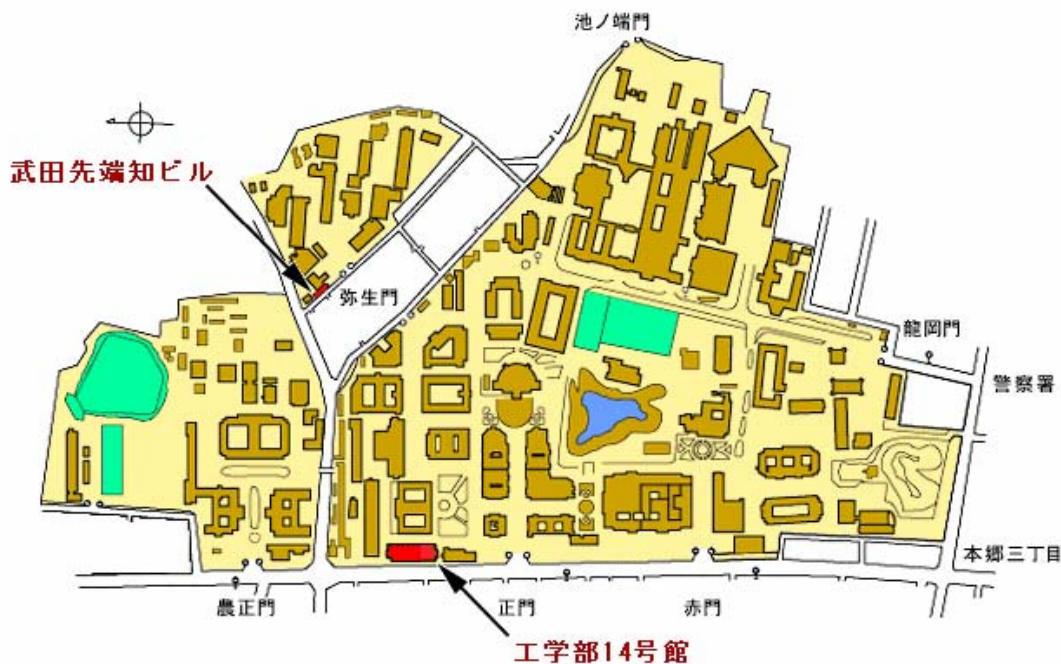 池ノ端門
武田先端知ビル
弥生門
龍岡門
警察署
本郷三丁目
農正門
正門
赤門
工学部14号館